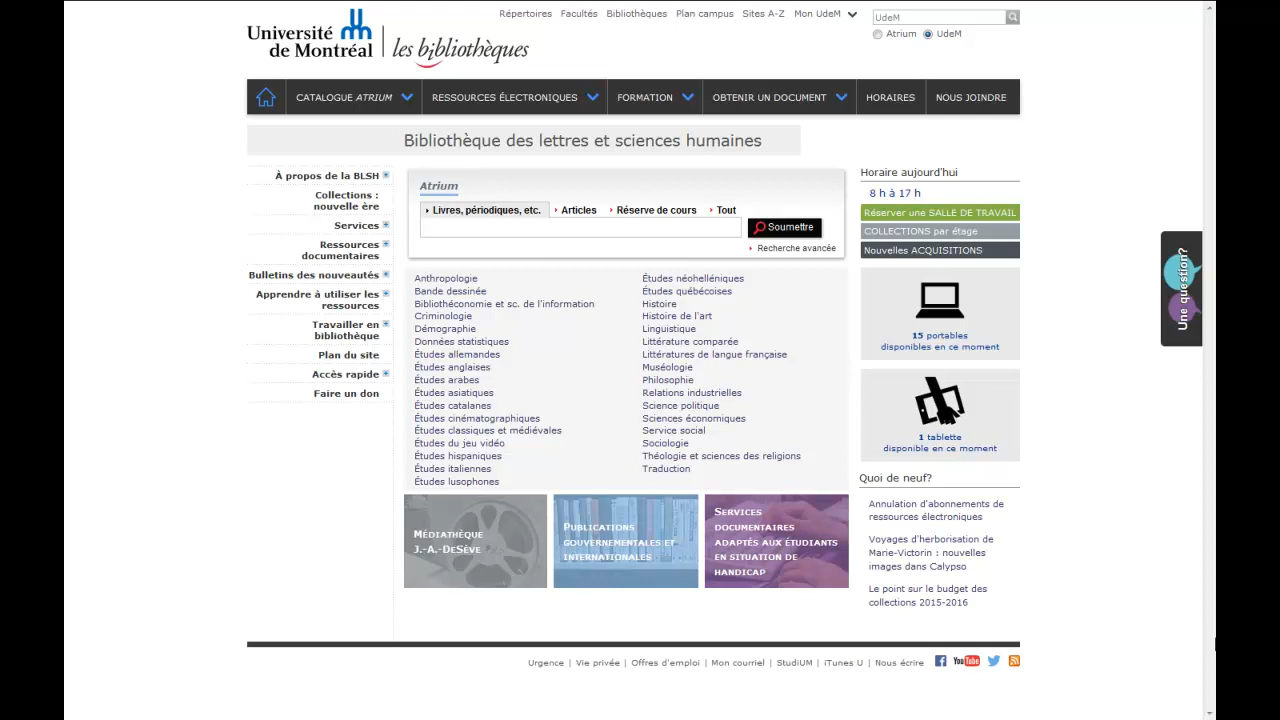 Répertoires Facultés Bibliothèques Plan campus Sites A-Z Mon UdeM
UdeM
Atrium UdeM
Université
de Montréal
les bibliothèques
CATALOGUE ATRIUM RESSOURCES ÉLECTRONIQUES FORMATION OBTENIR UN DOCUMENT HORAIRES NOUS JOINDRE
Bibliothèque des lettres et sciences humaines
À propos de la BLSH
Collections :
nouvelle ère
Services
Ressources
documentaires
Bulletins des nouveautés
Apprendre à utiliser les
ressources
Travailler en
bibliothèque
Plan du site
Accès rapide
Faire un don
Atrium
Livres, périodiques, etc. Articles Réserve de cours Tout
Soumettre
Recherche avancée
Anthropologie
Bande dessinée
Bibliothéconomie et sc. de l'information
Criminologie
Démographie
Données statistiques
Études allemandes
Études anglaises
Études arabes
Études asiatiques
Études catalanes
Études cinématographiques
Études classiques et médiévales
Études du jeu vidéo
Études hispaniques
Études italiennes
Études lusophones
Études néohelléniques
Études québécoises
Histoire
Histoire de l'art
Linguistique
Littérature comparée
Littératures de langue française
Muséologie
Philosophie
Relations industrielles
Science politique
Sciences économiques
Service social
Sociologie
Théologie et sciences des religions
Traduction
Médiathèque
J.-A.-DeSève
Publications
gouvernementales et
internationales
Services
documentaires
adaptés aux étudiants
en situation de
handicap
Horaire aujourd'hui
8 h à 17 h
Réserver une SALLE DE TRAVAIL
COLLECTIONS par étage
Nouvelles ACQUISITIONS
15 portables
disponibles en ce moment
1 tablette
disponible en ce moment
Quoi de neuf?
Annulation d'abonnements de
ressources électroniques
Voyages d'herborisation de
Marie-Victorin : nouvelles
images dans Calypso
Le point sur le budget des
collections 2015-2016
Une question?
Urgence | Vie privée | Offres d'emploi | Mon courriel | StudiUM | iTunes U | Nous écrire
YouTube